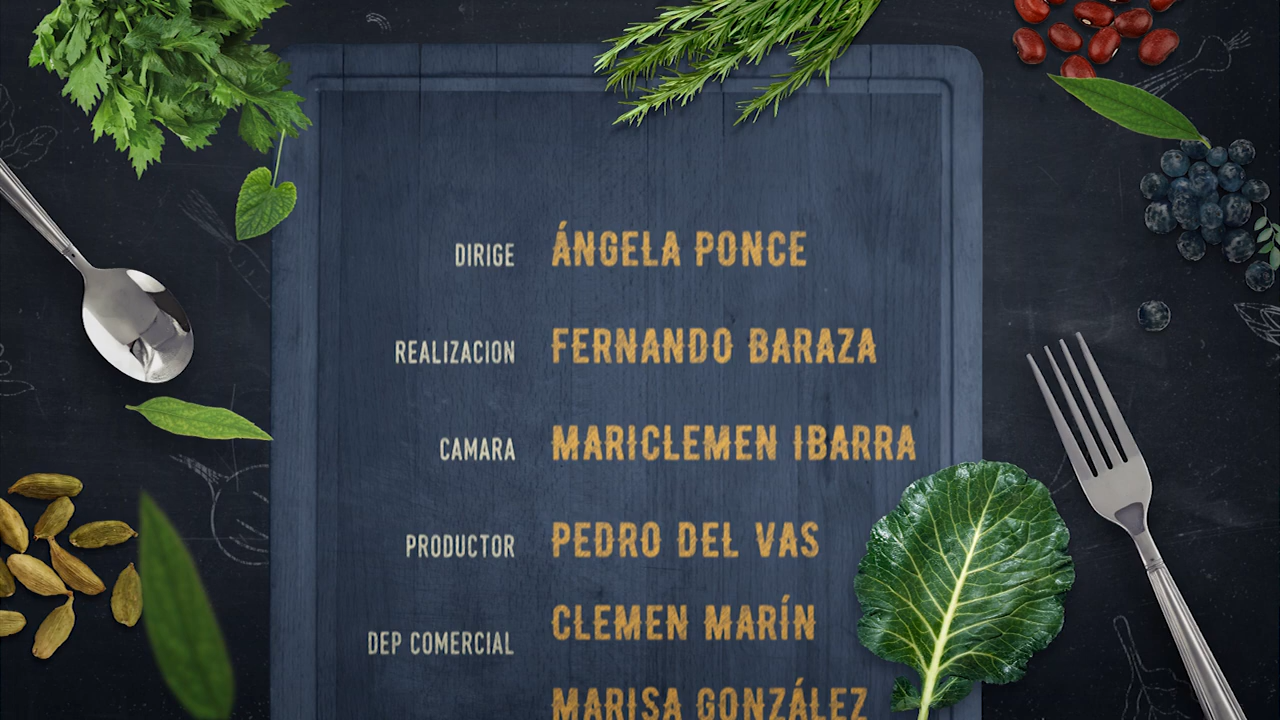 DIRIGE ÁNGELA PONCE
REALIZACION FERNANDO BARAZA
CAMARA MARICLEMEN IBARRA
PRODUCTOR PEDRO DEL VAS
CLEMEN MARÍN
DEP COMERCIAL
MARISA GONZÁLEZ